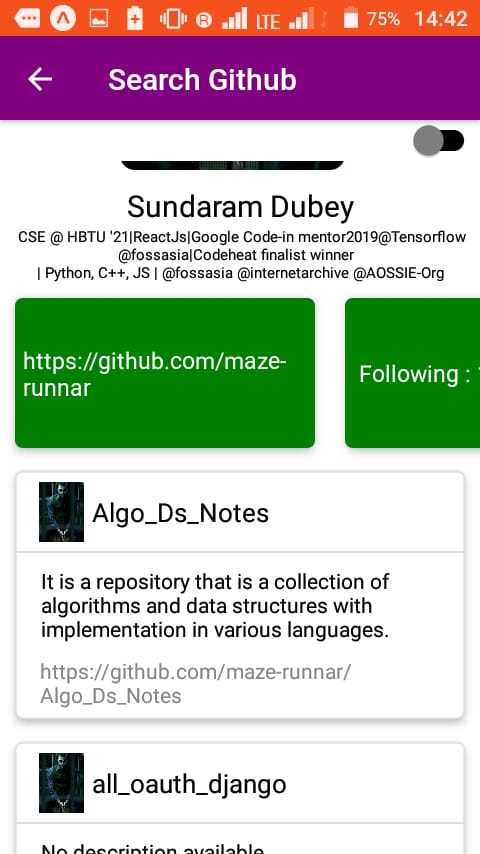 LTE 75% 14:42
Search Github
Sundaram Dubey
CSE @ HBTU '21|ReactJs|Google Code-in mentor2019@Tensorflow
@fossasia|Codeheat finalist winner
| Python, C++, JS | @fossasia @internetarchive @AOSSIE-Org
https://github.com/maze-
runnar
Following :
Algo_Ds_Notes
It is a repository that is a collection of
algorithms and data structures with
implementation in various languages.
https://github.com/maze-runnar/
Algo_Ds_Notes
all_oauth_django
No description available